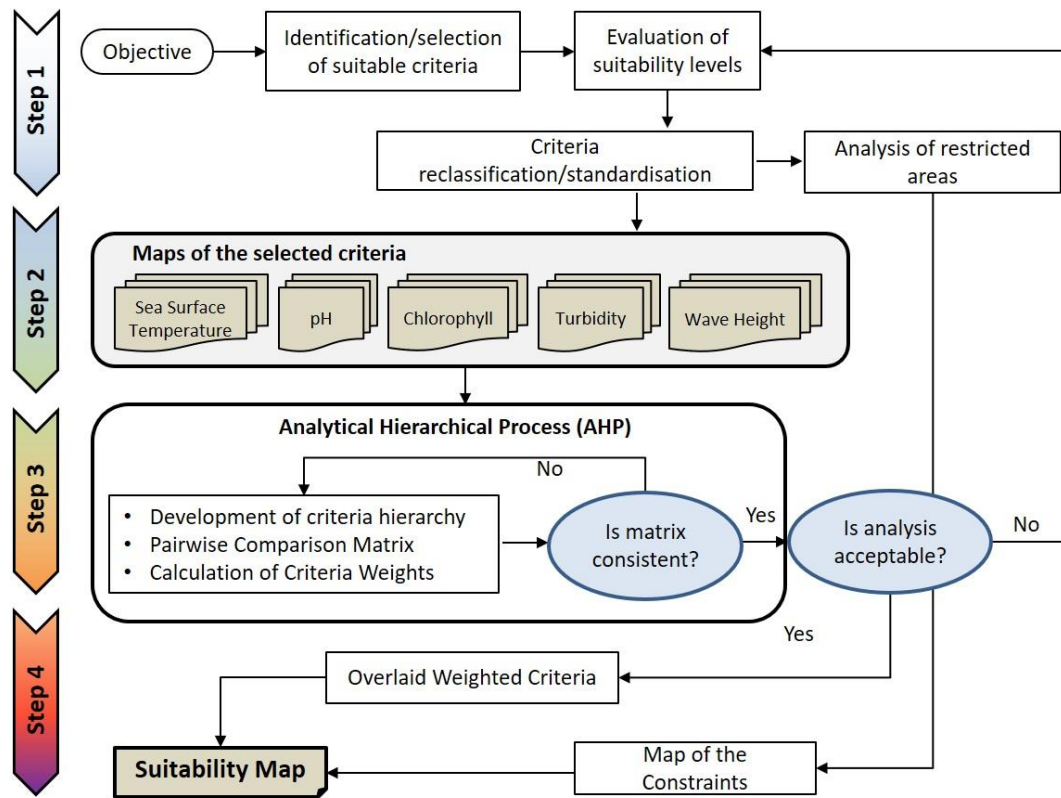 Step 1
Objective
Identification/selection
of suitable criteria
Evaluation of
suitability levels
Criteria
reclassification/standardisation
Analysis of restricted
areas
Step 2
Maps of the selected criteria
Sea Surface
Temperature
pH
Chlorophyll
Turbidity
Wave Height
Step 3
Analytical Hierarchical Process (AHP)
No
• Development of criteria hierarchy
• Pairwise Comparison Matrix
• Calculation of Criteria Weights
Is matrix
consistent?
Yes
Is analysis
acceptable?
No
Yes
Step 4
Overlaid Weighted Criteria
Suitability Map
Map of the
Constraints